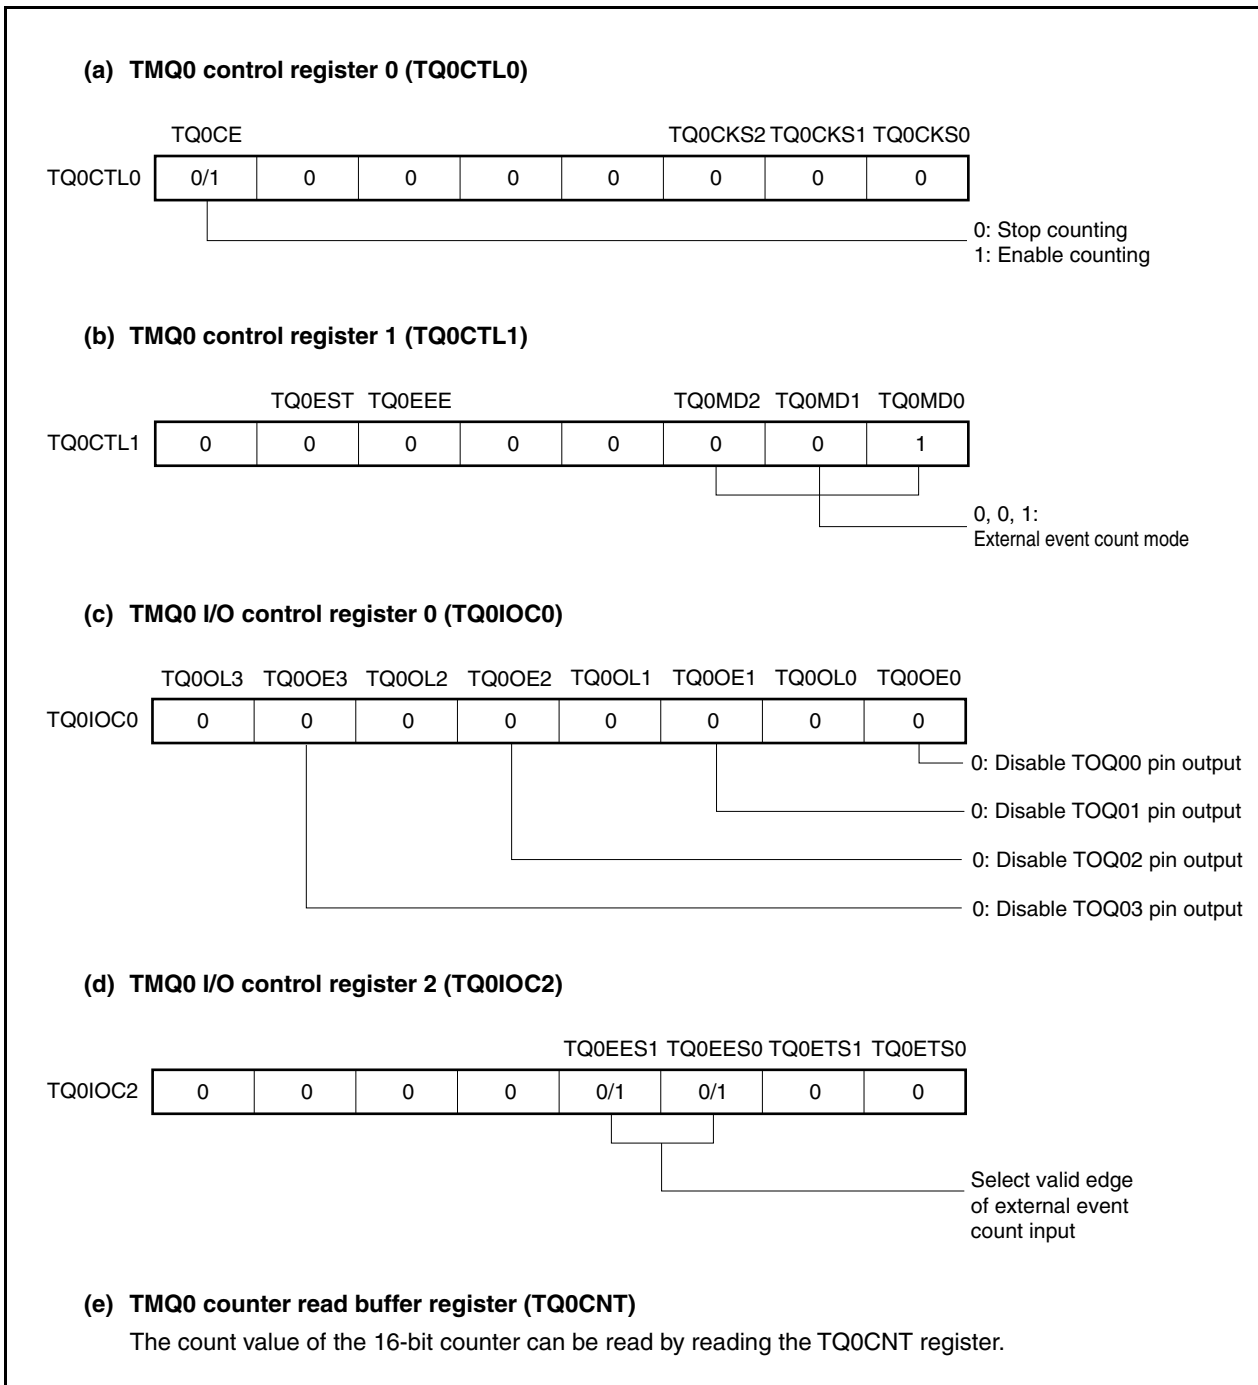 (a) TMQ0 control register 0 (TQ0CTL0)
TQ0CE TQ0CKS2 TQ0CKS1 TQ0CKS0
TQ0CTL0 0/1 0 0 0 0 0 0 0
0: Stop counting
1: Enable counting
(b) TMQ0 control register 1 (TQ0CTL1)
TQ0EST TQ0EEE TQ0MD2 TQ0MD1 TQ0MD0
TQ0CTL1 0 0 0 0 0 0 0 1
0, 0, 1:
External event count mode
(c) TMQ0 I/O control register 0 (TQ0IOC0)
TQ0OL3 TQ0OE3 TQ0OL2 TQ0OE2 TQ0OL1 TQ0OE1 TQ0OL0 TQ0OE0
TQ0IOC0 0 0 0 0 0 0 0 0
0: Disable TOQ00 pin output
0: Disable TOQ01 pin output
0: Disable TOQ02 pin output
0: Disable TOQ03 pin output
(d) TMQ0 I/O control register 2 (TQ0IOC2)
TQ0EES1 TQ0EES0 TQ0ETS1 TQ0ETS0
TQ0IOC2 0 0 0 0 0/1 0/1 0 0
Select valid edge
of external event
count input
(e) TMQ0 counter read buffer register (TQ0CNT)
The count value of the 16-bit counter can be read by reading the TQ0CNT register.